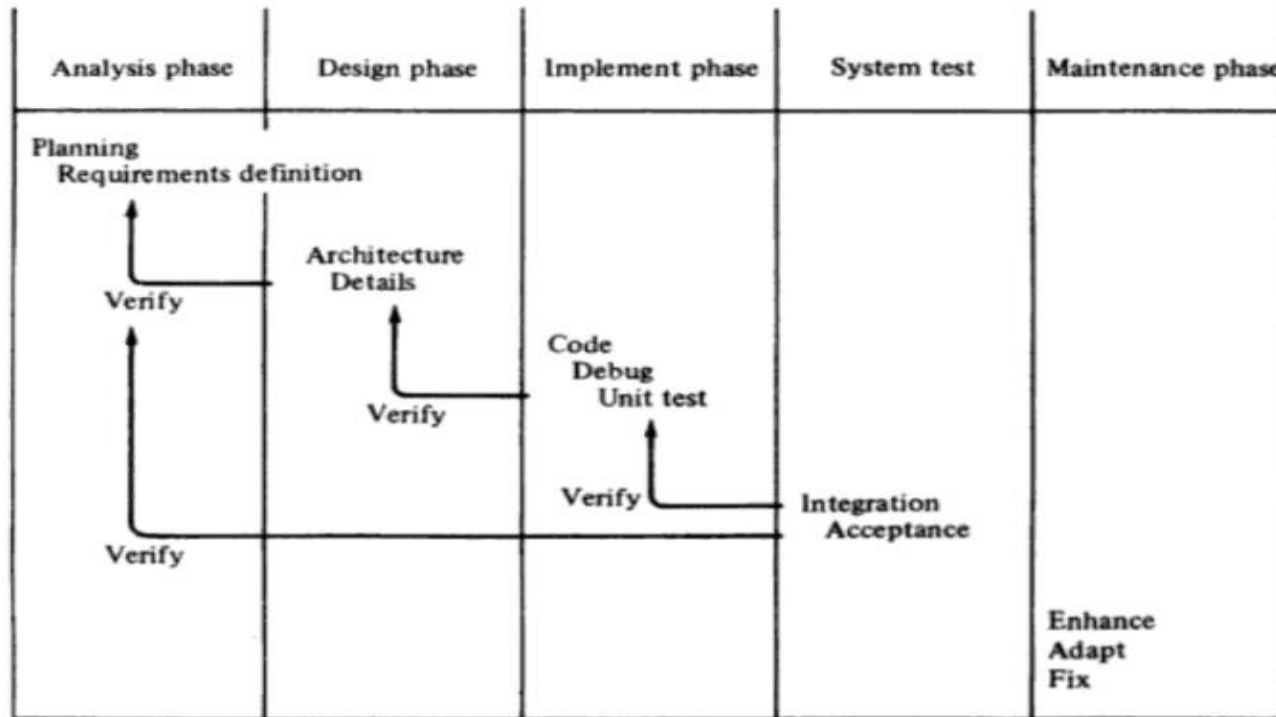 Analysis phase
Design phase
Implement phase
System test
Maintenance phase
Planning
Requirements definition
Verify
Architecture
Details
Verify
Code
Debug
Unit test
Verify
Integration
Acceptance
Verify
Enhance
Adapt
Fix